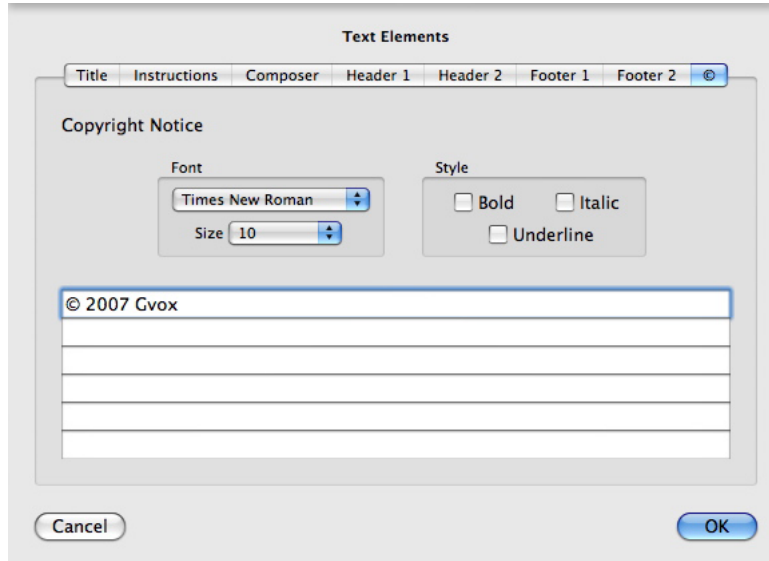 Text Elements
Title Instructions Composer Header 1 Header 2 Footer 1 Footer 2 ©
Copyright Notice
Font Style
Times New Roman Bold Italic
Size 10 Underline
© 2007 Gvox
Cancel OK